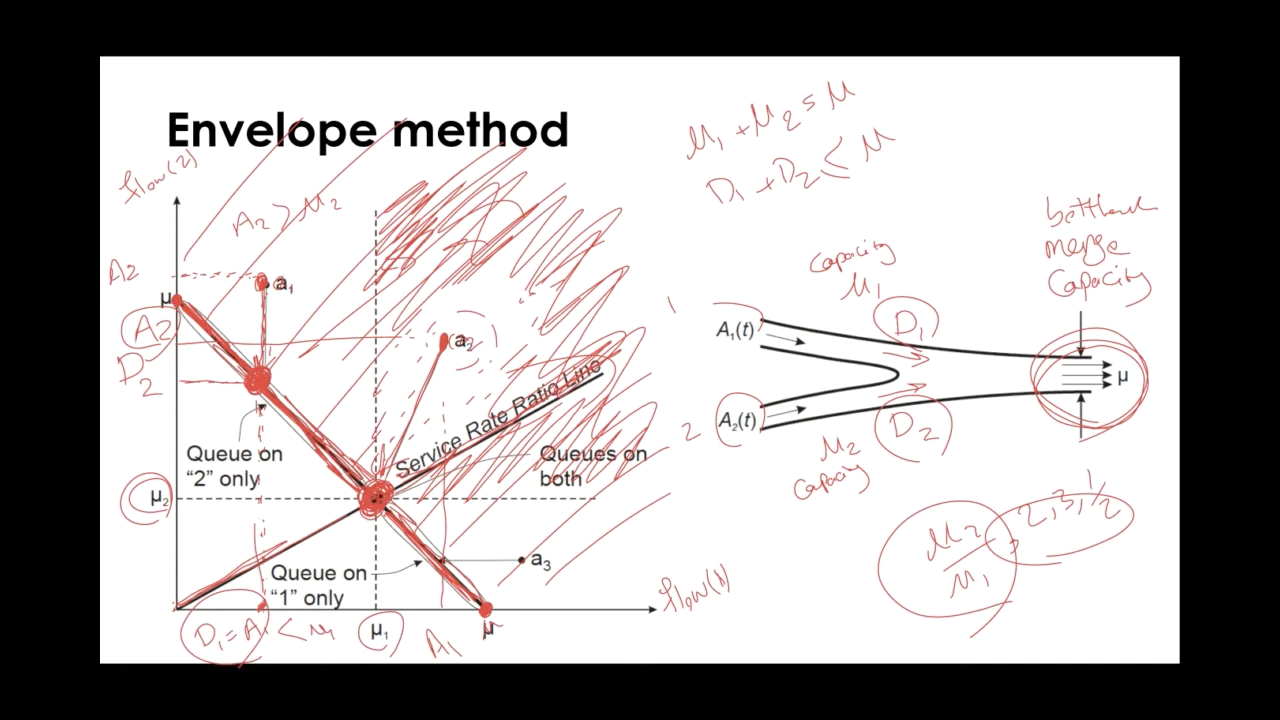 Envelope method
flow(2)
A2 > μ2
A2
μ
a1
A2
D2
a2
Service Rate Ratio Line
Queue on
"2" only
Queues on
both
μ2
a3
Queue on
"1" only
D1 = A1 < μ1
μ1
A1
μ
flow(1)
μ1 + μ2 ≤ μ
D1 + D2 < μ
merge
capacity
capacity
μ1
1
A1(t)
D1
μ
2
A2(t)
D2
μ2
capacity
μ2
μ1
2, 3, 1/2